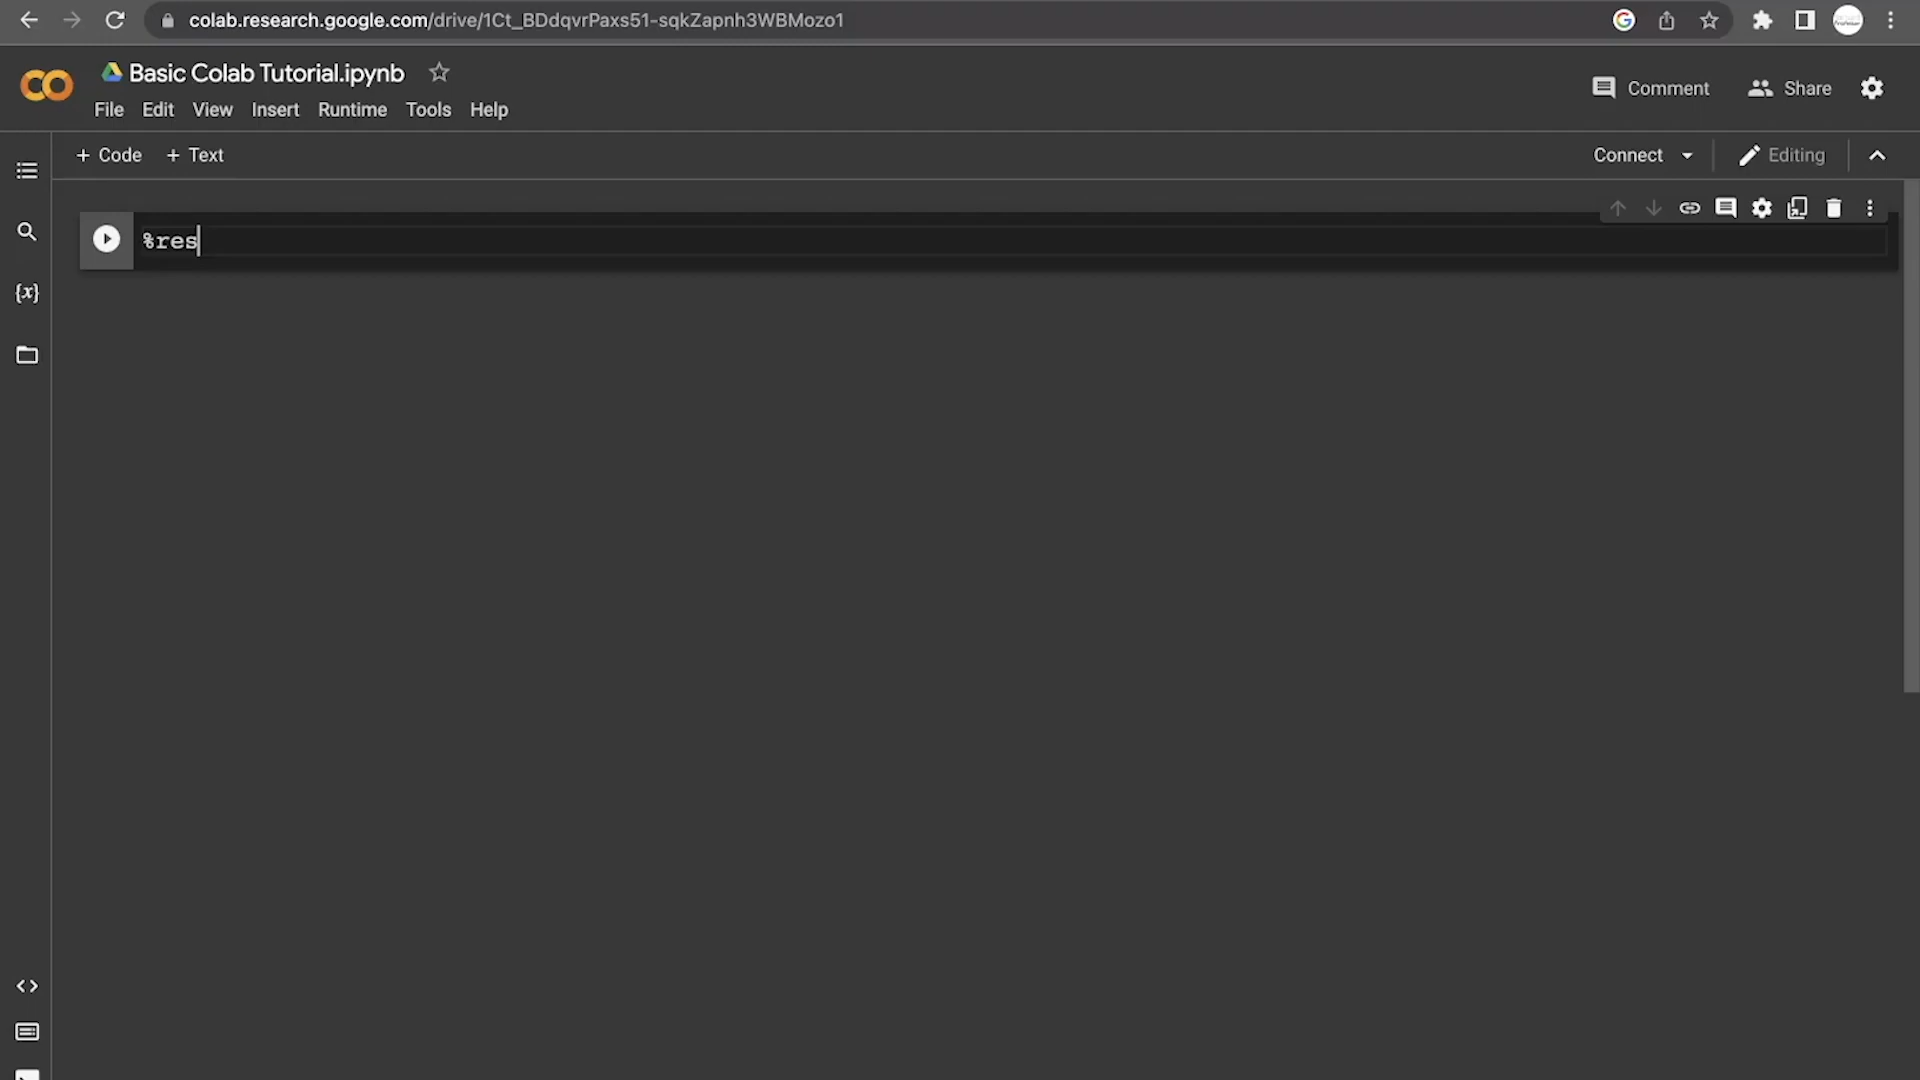 colab.research.google.com/drive/1Ct_BDdqvrPaxs51-sqkZapnh3WBMozo1
Basic Colab Tutorial.ipynb
File Edit View Insert Runtime Tools Help
Comment Share
+ Code + Text
Connect Editing
{x}
%res